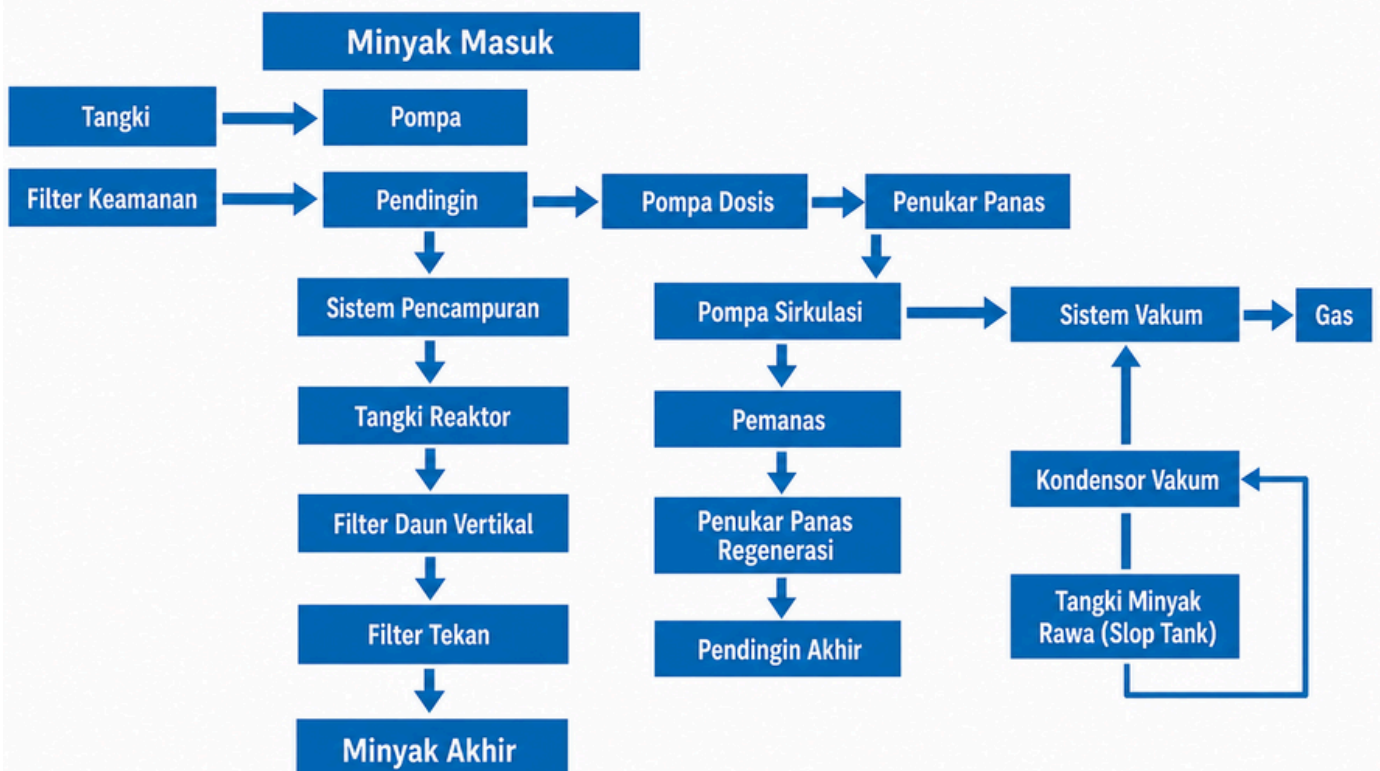 Minyak Masuk
Tangki
Pompa
Filter Keamanan
Pendingin
Pompa Dosis
Penukar Panas
Sistem Pencampuran
Pompa Sirkulasi
Sistem Vakum
Gas
Tangki Reaktor
Pemanas
Kondensor Vakum
Filter Daun Vertikal
Penukar Panas
Regenerasi
Tangki Minyak
Rawa (Slop Tank)
Filter Tekan
Pendingin Akhir
Minyak Akhir